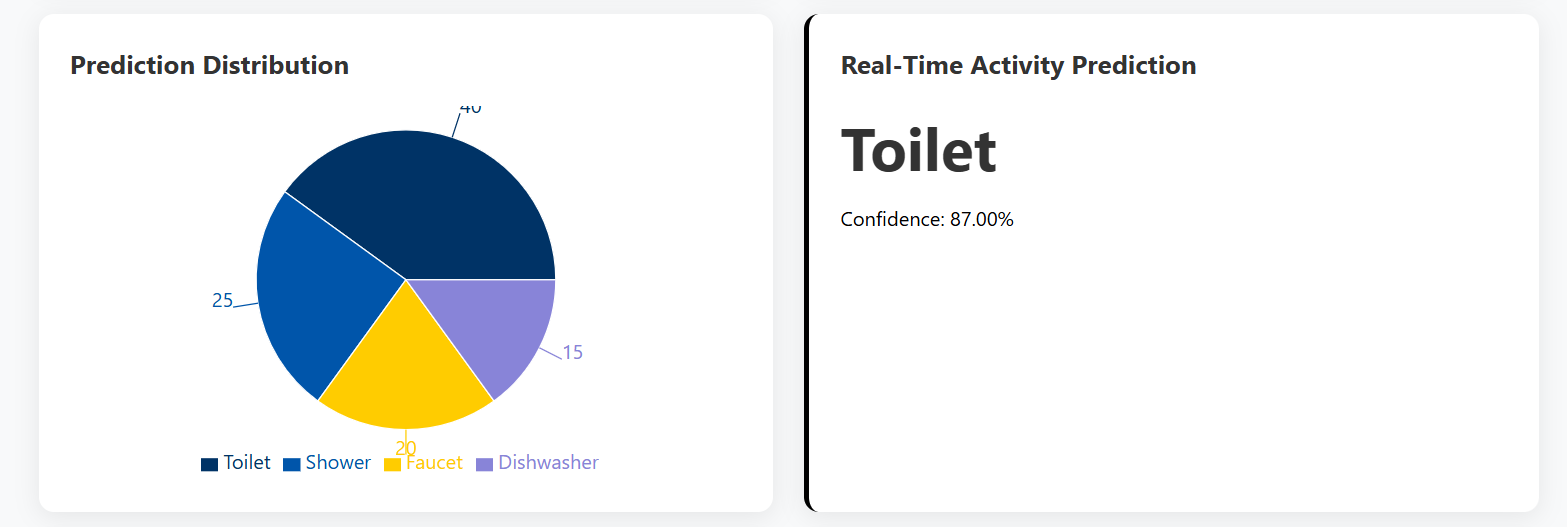 Prediction Distribution
40
25
15
20
Toilet Shower Faucet Dishwasher
Real-Time Activity Prediction
Toilet
Confidence: 87.00%